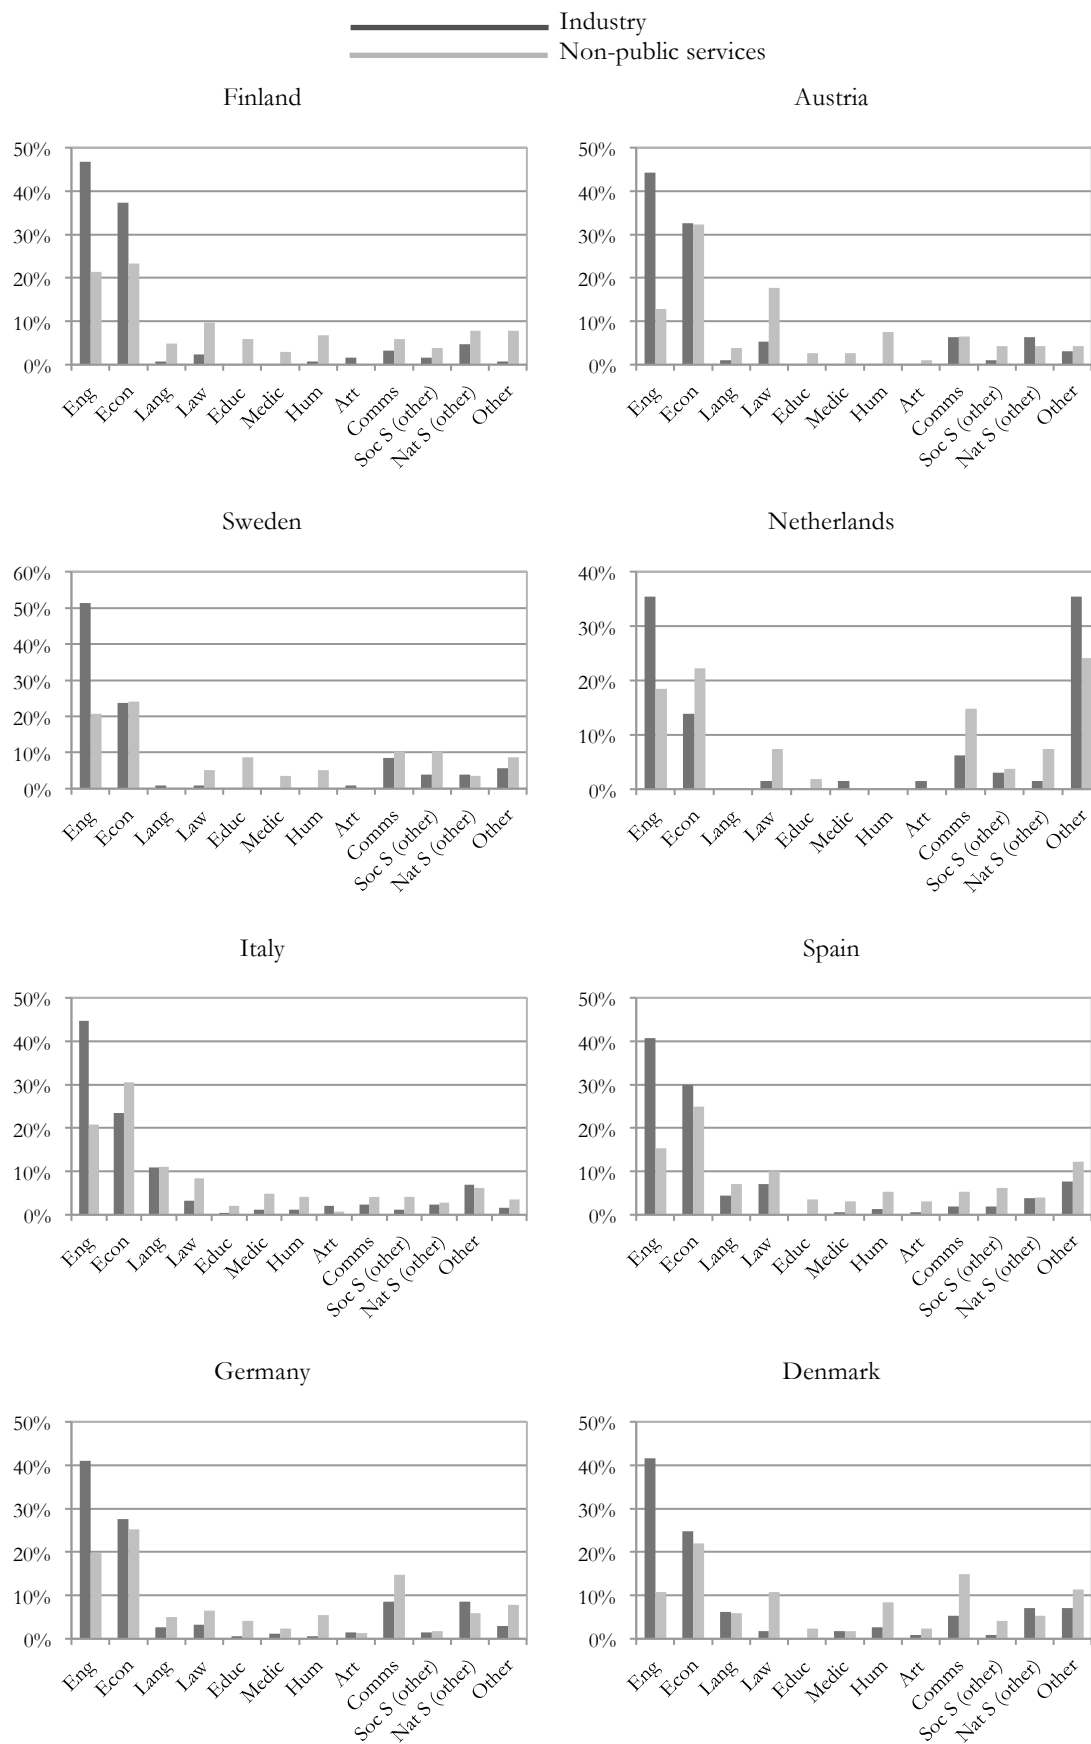 Industry
Non-public services
Finland
50%
40%
30%
20%
10%
0%
Eng
Econ
Lang
Law
Educ
Medic
Hum
Art
Comms
Soc S (other)
Nat S (other)
Other
Austria
50%
40%
30%
20%
10%
0%
Eng
Econ
Lang
Law
Educ
Medic
Hum
Art
Comms
Soc S (other)
Nat S (other)
Other
Sweden
60%
50%
40%
30%
20%
10%
0%
Eng
Econ
Lang
Law
Educ
Medic
Hum
Art
Comms
Soc S (other)
Nat S (other)
Other
Netherlands
40%
30%
20%
10%
0%
Eng
Econ
Lang
Law
Educ
Medic
Hum
Art
Comms
Soc S (other)
Nat S (other)
Other
Italy
50%
40%
30%
20%
10%
0%
Eng
Econ
Lang
Law
Educ
Medic
Hum
Art
Comms
Soc S (other)
Nat S (other)
Other
Spain
50%
40%
30%
20%
10%
0%
Eng
Econ
Lang
Law
Educ
Medic
Hum
Art
Comms
Soc S (other)
Nat S (other)
Other
Germany
50%
40%
30%
20%
10%
0%
Eng
Econ
Lang
Law
Educ
Medic
Hum
Art
Comms
Soc S (other)
Nat S (other)
Other
Denmark
50%
40%
30%
20%
10%
0%
Eng
Econ
Lang
Law
Educ
Medic
Hum
Art
Comms
Soc S (other)
Nat S (other)
Other